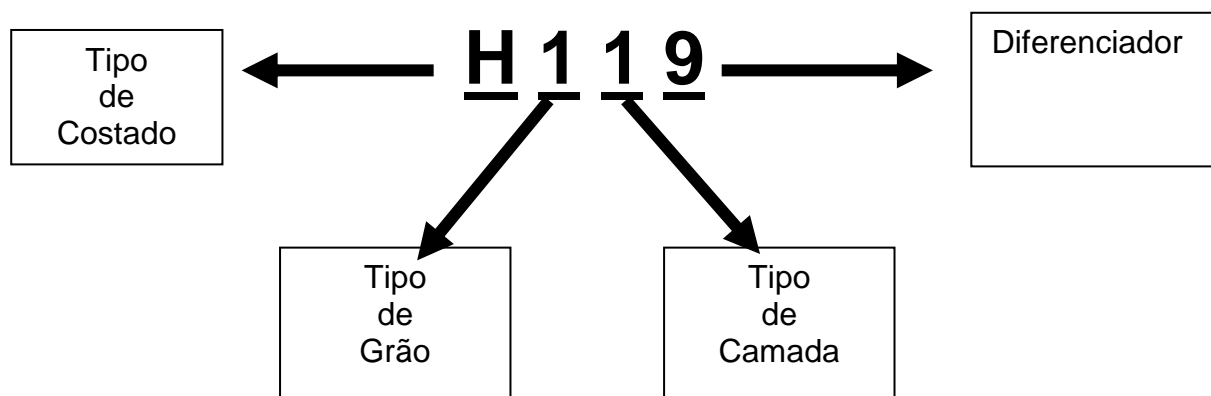 H 1 1 9
Tipo
de
Costado
Diferenciador
Tipo
de
Grão
Tipo
de
Camada